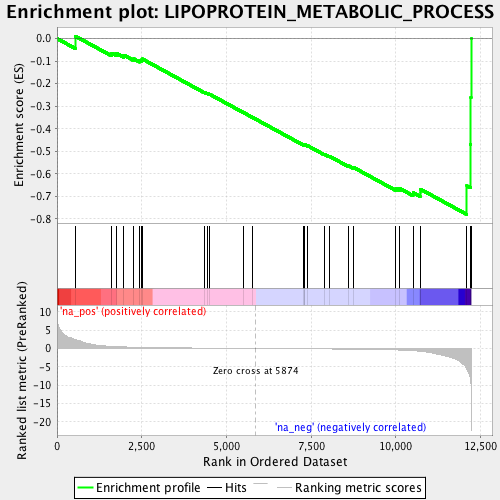 Enrichment plot: LIPOPROTEIN_METABOLIC_PROCESS
Enrichment score (ES)
0.0
-0.1
-0.2
-0.3
-0.4
-0.5
-0.6
-0.7
-0.8
'na_pos' (positively correlated)
Ranked list metric (PreRanked)
10
5
0
-5
-10
-15
-20
Zero cross at 5874
'na_neg' (negatively correlated)
0
2,500
5,000
7,500
10,000
12,500
Rank in Ordered Dataset
Enrichment profile
Hits
Ranking metric scores